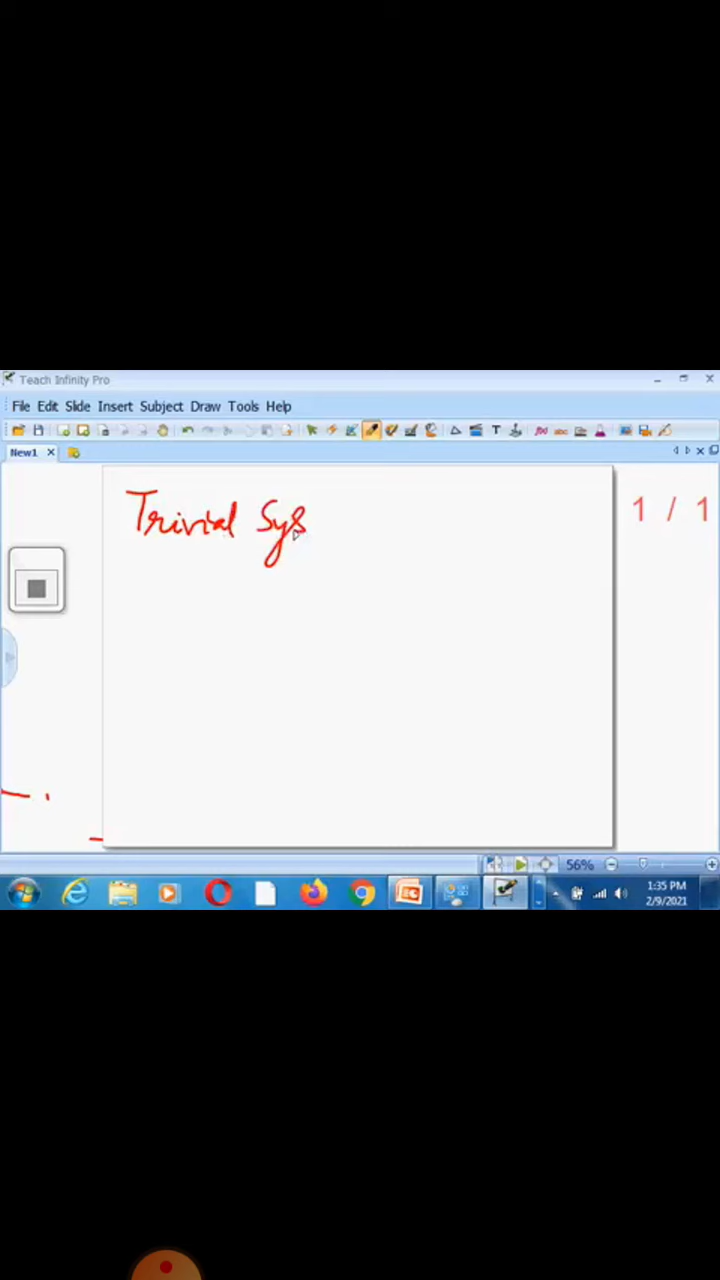 Teach Infinity Pro
File Edit Slide Insert Subject Draw Tools Help
New1
Trivial Sys
1 / 1
56%
1:35 PM
2/9/2021